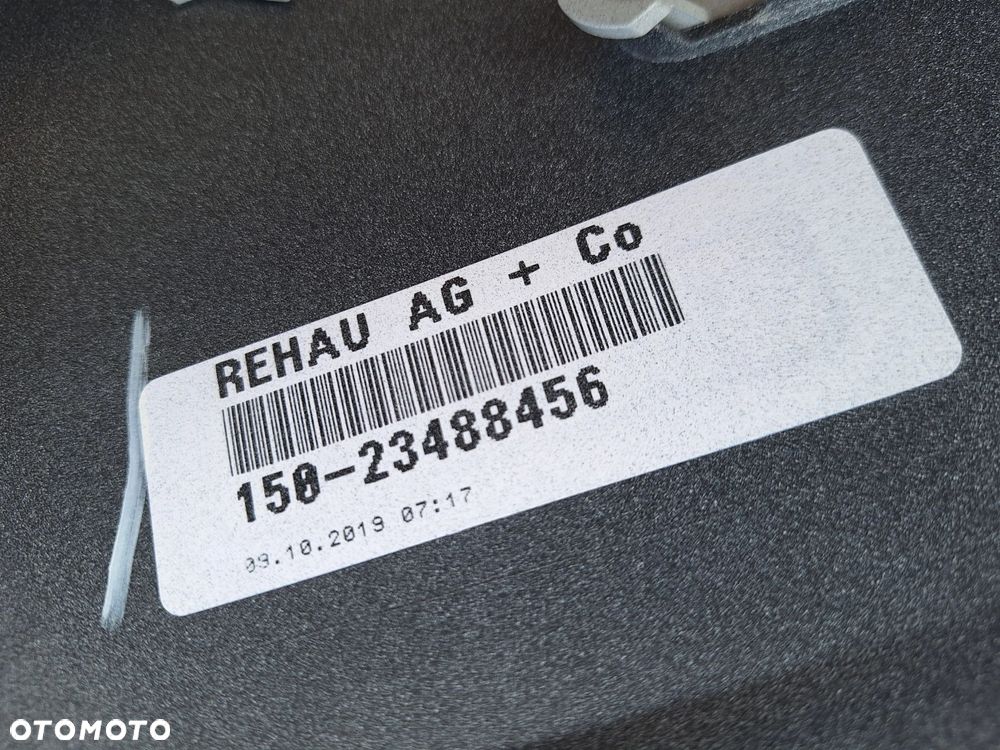 REHAU AG + Co
150-23488456
09.10.2019 07:17
OTOMOTO